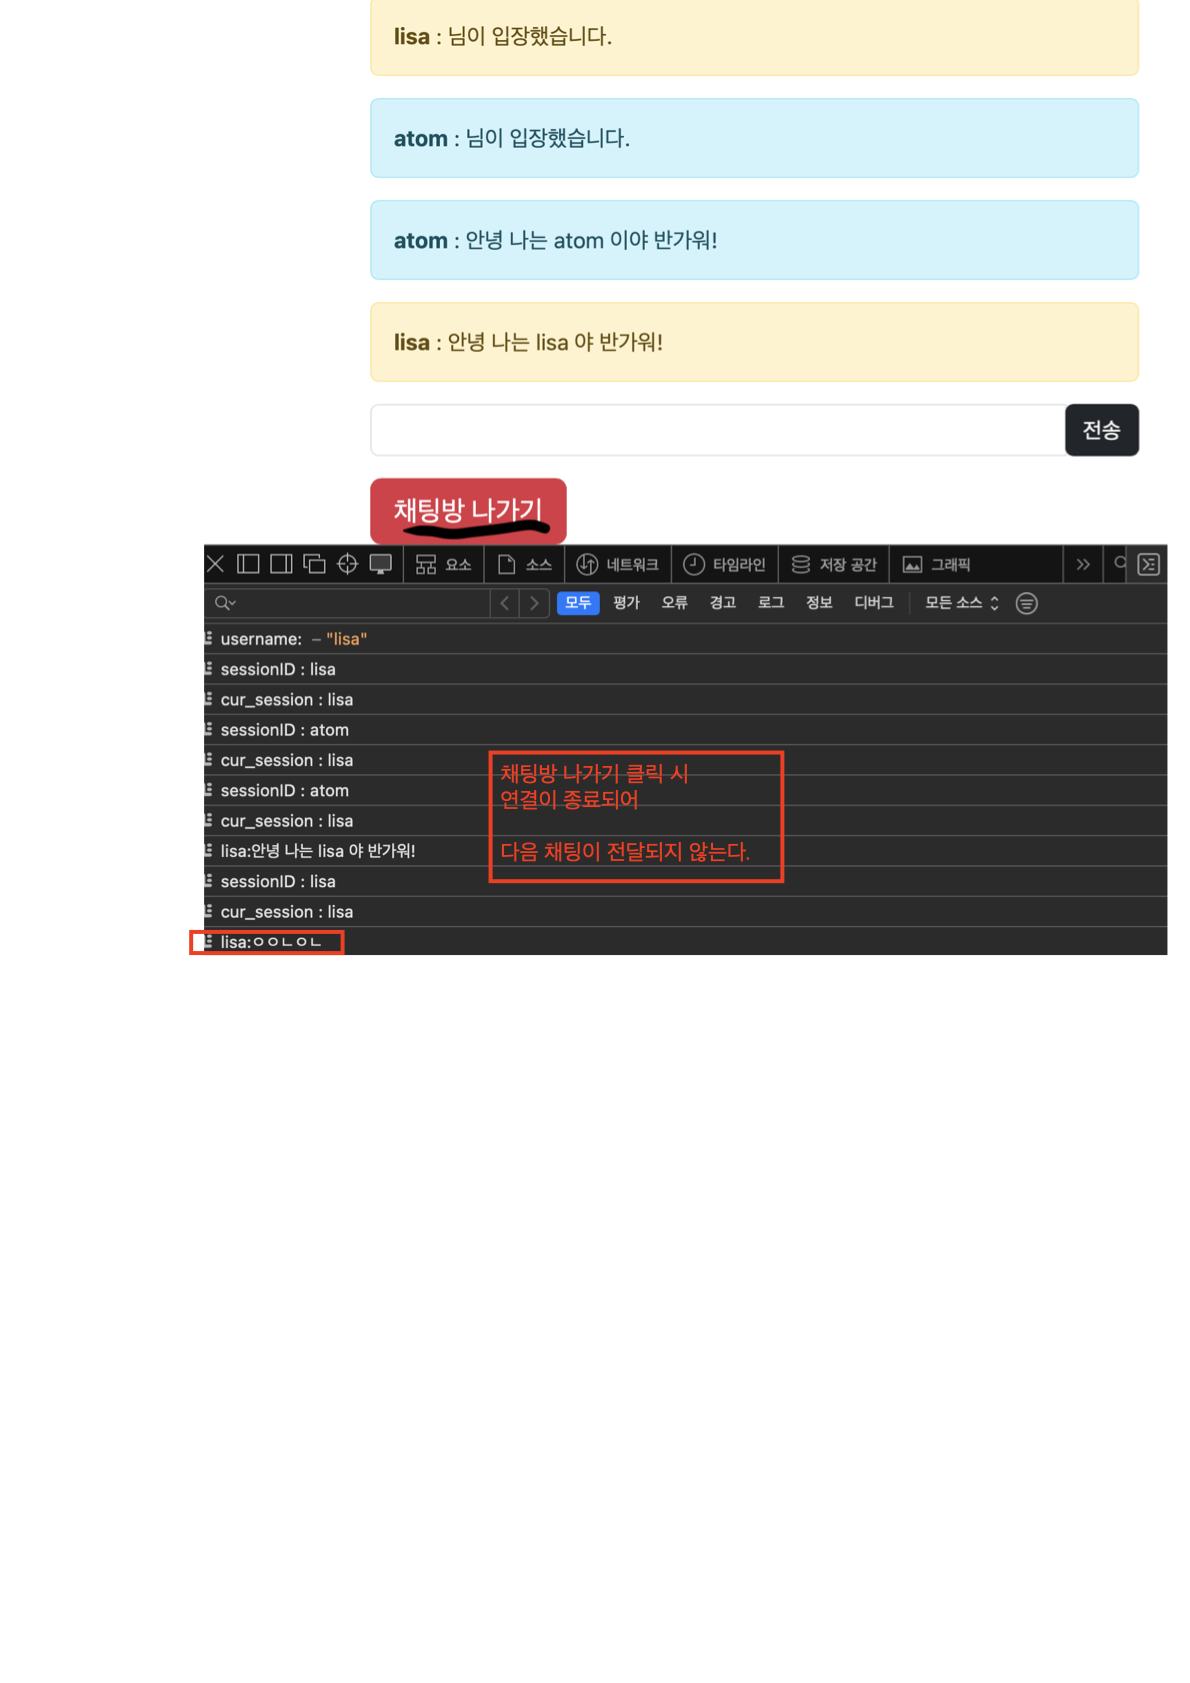 lisa : 님이 입장했습니다.
atom : 님이 입장했습니다.
atom : 안녕 나는 atom 이야 반가워!
lisa : 안녕 나는 lisa 야 반가워!
전송
채팅방 나가기
요소 소스 네트워크 타임라인 저장 공간 그래픽
모두 평가 오류 경고 로그 정보 디버그 모든 소스
username: – "lisa"
sessionID : lisa
cur_session : lisa
sessionID : atom
cur_session : lisa
sessionID : atom
cur_session : lisa
lisa:안녕 나는 lisa 야 반가워!
sessionID : lisa
cur_session : lisa
lisa:ㅇㅇㄴㅇㄴ
채팅방 나가기 클릭 시
연결이 종료되어
다음 채팅이 전달되지 않는다.